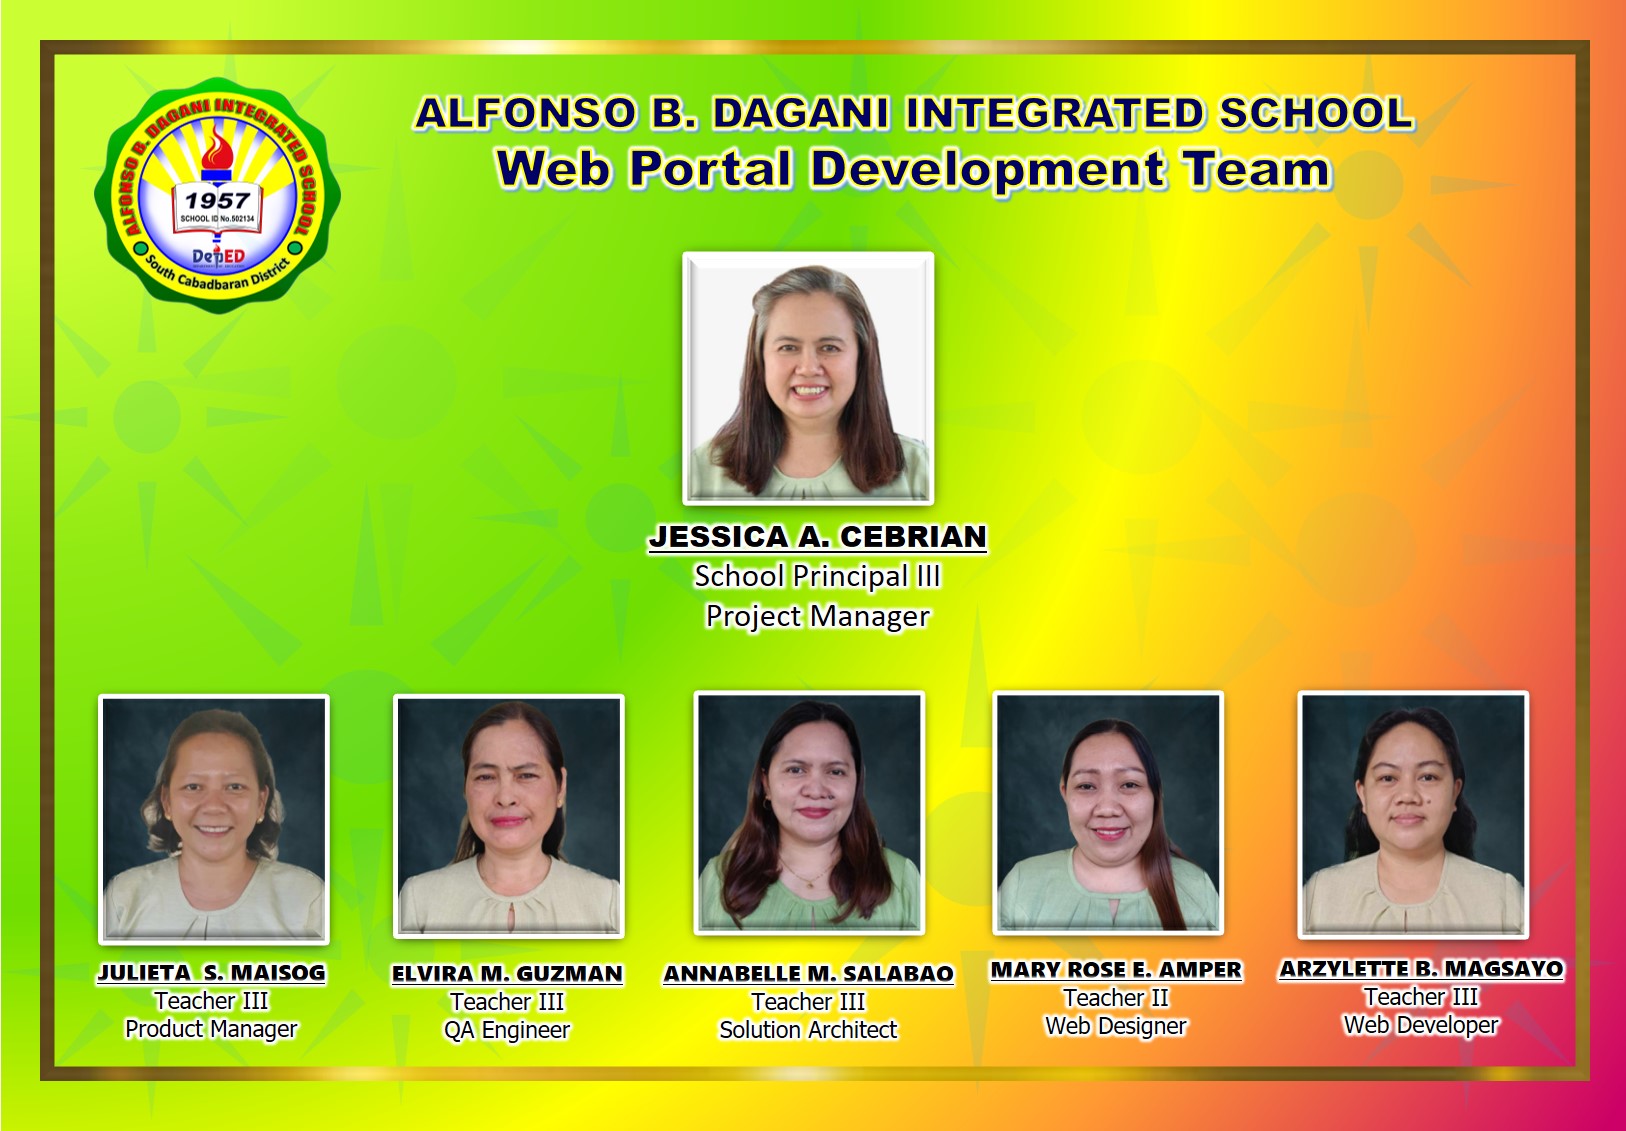 ALFONSO B. DAGANI INTEGRATED SCHOOL
Web Portal Development Team
ALFONSO B. DAGANI INTEGRATED SCHOOL
1957
SCHOOL ID No.502134
DepED
South Cabadbaran District
JESSICA A. CEBRIAN
School Principal III
Project Manager
JULIETA S. MAISOG
Teacher III
Product Manager
ELVIRA M. GUZMAN
Teacher III
QA Engineer
ANNABELLE M. SALABAO
Teacher III
Solution Architect
MARY ROSE E. AMPER
Teacher II
Web Designer
ARZYLETTE B. MAGSAYO
Teacher III
Web Developer